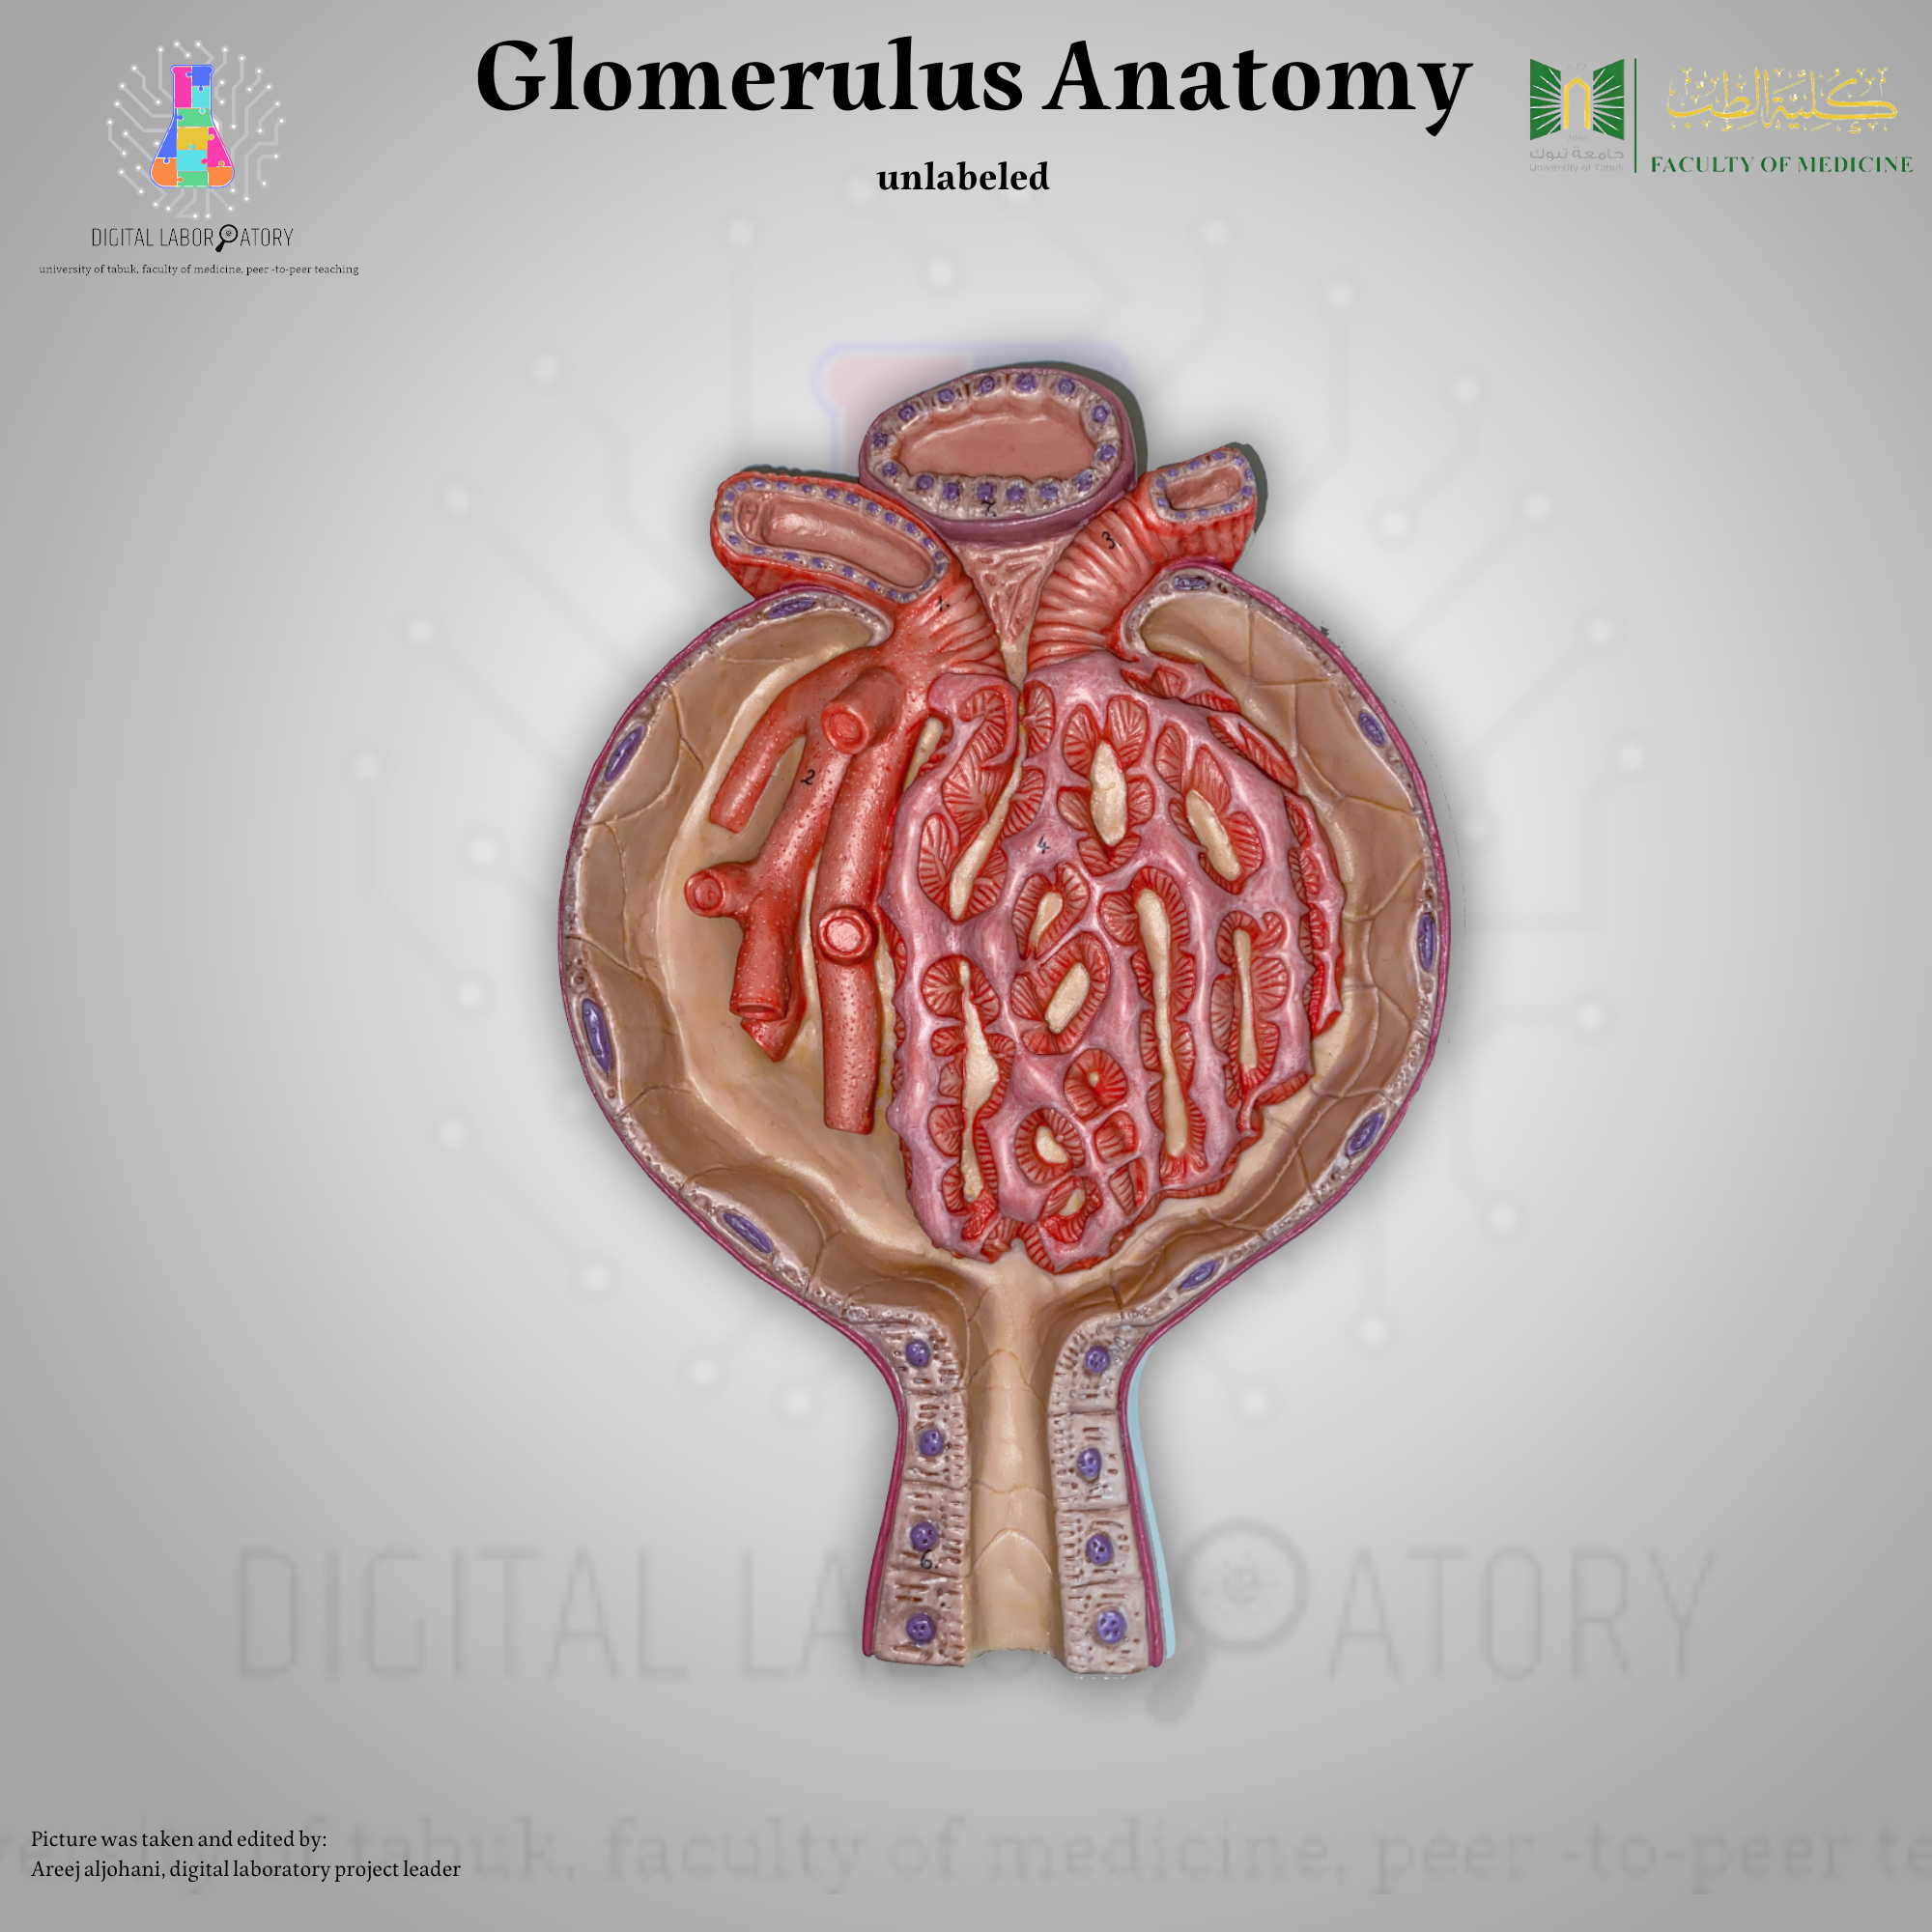 Glomerulus Anatomy
unlabeled
DIGITAL LABORATORY
university of tabuk, faculty of medicine, peer -to-peer teaching
جامعة تبوك
University of Tabuk
كلية الطب
FACULTY OF MEDICINE
7
3
1
2
4
6
DIGITAL LABORATORY
Picture was taken and edited by:
Areej aljohani, digital laboratory project leader
tabuk, faculty of medicine, peer -to-peer te